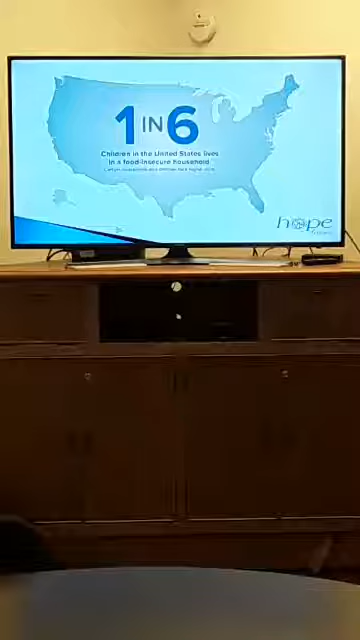 1 IN 6
Children in the United States lives
in a food-insecure household
hope